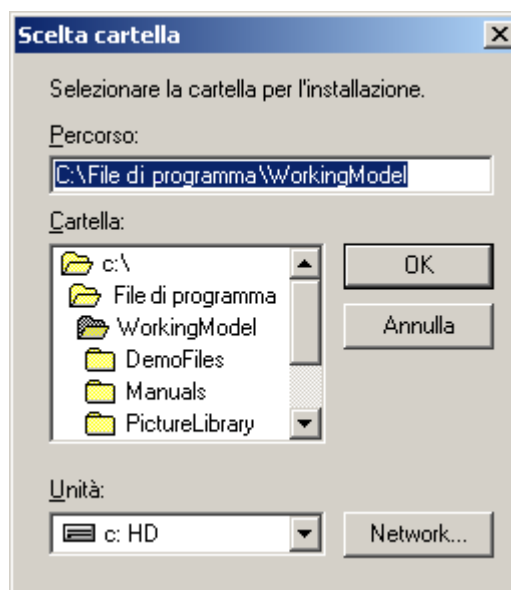 Scelta cartella
Selezionare la cartella per l'installazione.
Percorso:
C:\File di programma\WorkingModel
Cartella:
c:\
File di programma
WorkingModel
DemoFiles
Manuals
PictureLibrary
OK
Annulla
Unità:
c: HD
Network...